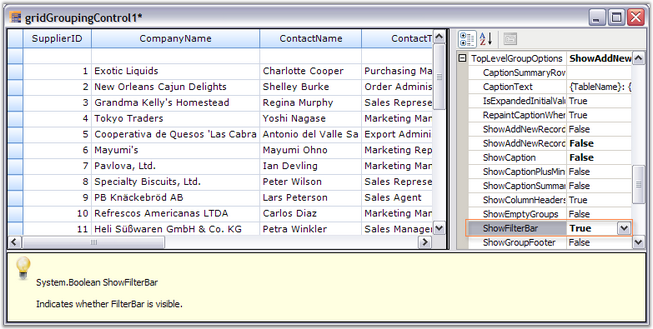 gridGroupingControl1*
SupplierID CompanyName ContactName ContactT
1 Exotic Liquids Charlotte Cooper Purchasing Ma
2 New Orleans Cajun Delights Shelley Burke Order Adminis
3 Grandma Kelly's Homestead Regina Murphy Sales Represe
4 Tokyo Traders Yoshi Nagase Marketing Mar
5 Cooperativa de Quesos 'Las Cabra Antonio del Valle Sa Export Admini
6 Mayumi's Mayumi Ohno Marketing Rep
7 Pavlova, Ltd. Ian Devling Marketing Mar
8 Specialty Biscuits, Ltd. Peter Wilson Sales Represe
9 PB Knäckebröd AB Lars Peterson Sales Agent
10 Refrescos Americanas LTDA Carlos Diaz Marketing Mar
11 Heli Süßwaren GmbH & Co. KG Petra Winkler Sales Manage
TopLevelGroupOptions ShowAddNew
CaptionSummaryRow
CaptionText {TableName}: {
IsExpandedInitialValue True
RepaintCaptionWhen True
ShowAddNewRecord False
ShowAddNewRecord False
ShowCaption False
ShowCaptionPlusMin False
ShowCaptionSummar False
ShowColumnHeaders True
ShowEmptyGroups False
ShowFilterBar True
ShowGroupFooter False
System.Boolean ShowFilterBar
Indicates whether FilterBar is visible.